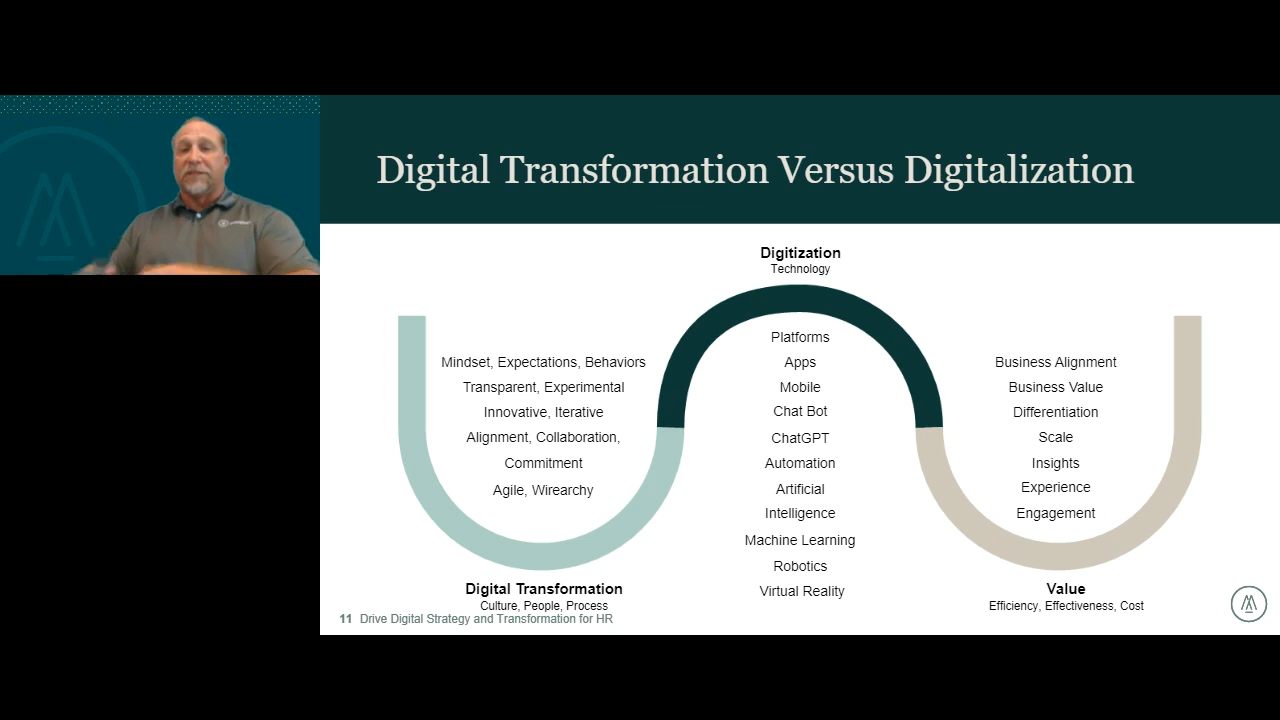 Digital Transformation Versus Digitalization
Digitization
Technology
Mindset, Expectations, Behaviors
Transparent, Experimental
Innovative, Iterative
Alignment, Collaboration,
Commitment
Agile, Wirearchy
Platforms
Apps
Mobile
Chat Bot
ChatGPT
Automation
Artificial
Intelligence
Machine Learning
Robotics
Virtual Reality
Business Alignment
Business Value
Differentiation
Scale
Insights
Experience
Engagement
Digital Transformation
Culture, People, Process
Value
Efficiency, Effectiveness, Cost
11 Drive Digital Strategy and Transformation for HR